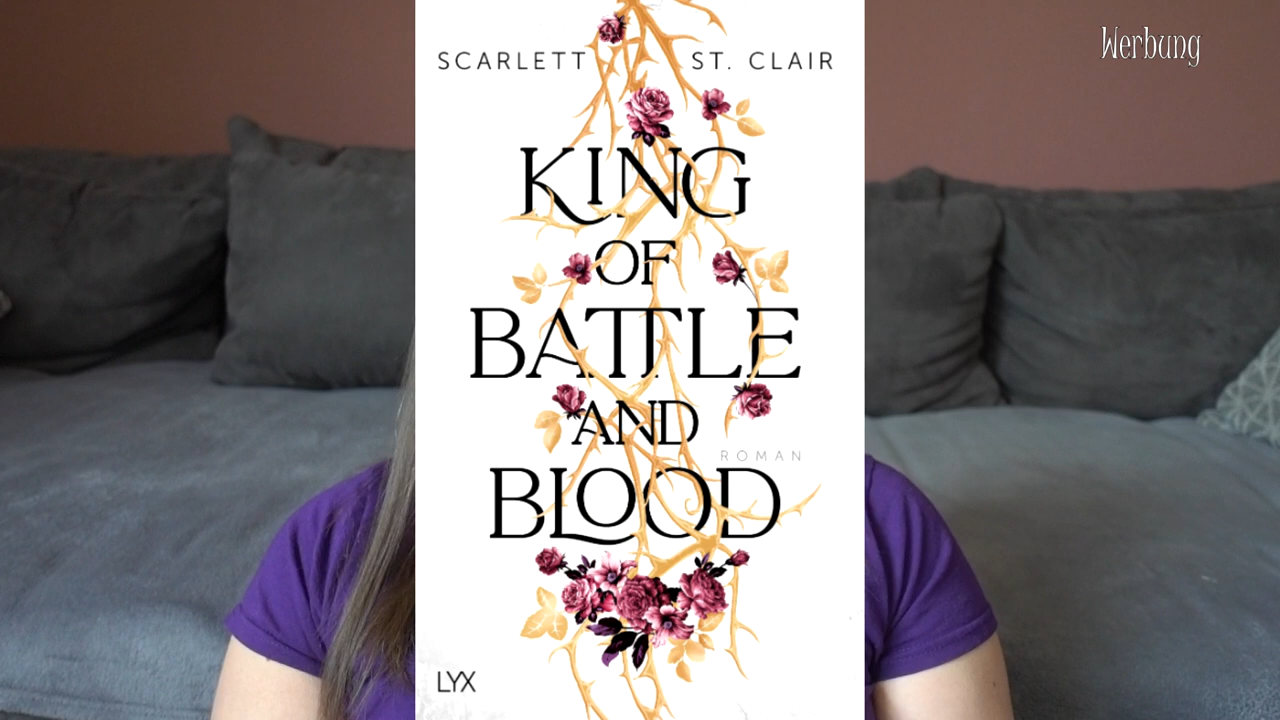 Werbung
SCARLETT ST. CLAIR
KING
OF
BATTLE
AND
ROMAN
BLOOD
LYX